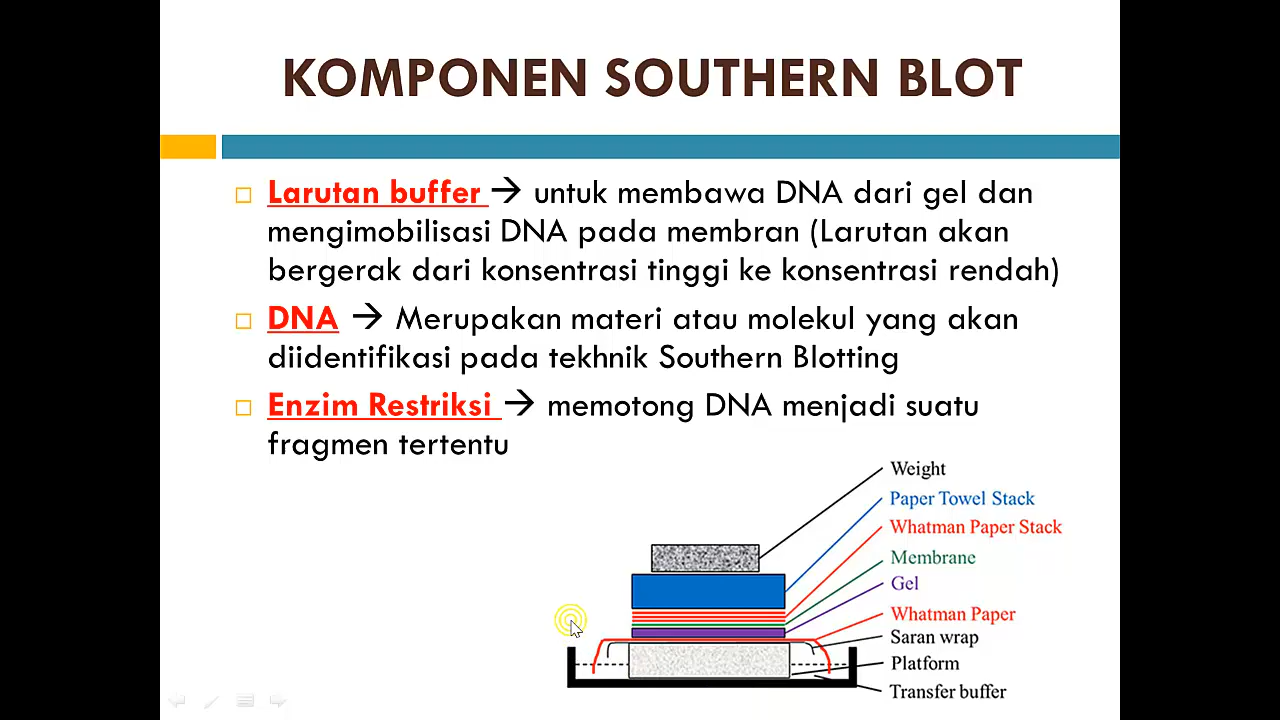 KOMPONEN SOUTHERN BLOT
Larutan buffer → untuk membawa DNA dari gel dan
mengimobilisasi DNA pada membran (Larutan akan
bergerak dari konsentrasi tinggi ke konsentrasi rendah)
DNA → Merupakan materi atau molekul yang akan
diidentifikasi pada tekhnik Southern Blotting
Enzim Restriksi → memotong DNA menjadi suatu
fragmen tertentu
Weight
Paper Towel Stack
Whatman Paper Stack
Membrane
Gel
Whatman Paper
Saran wrap
Platform
Transfer buffer